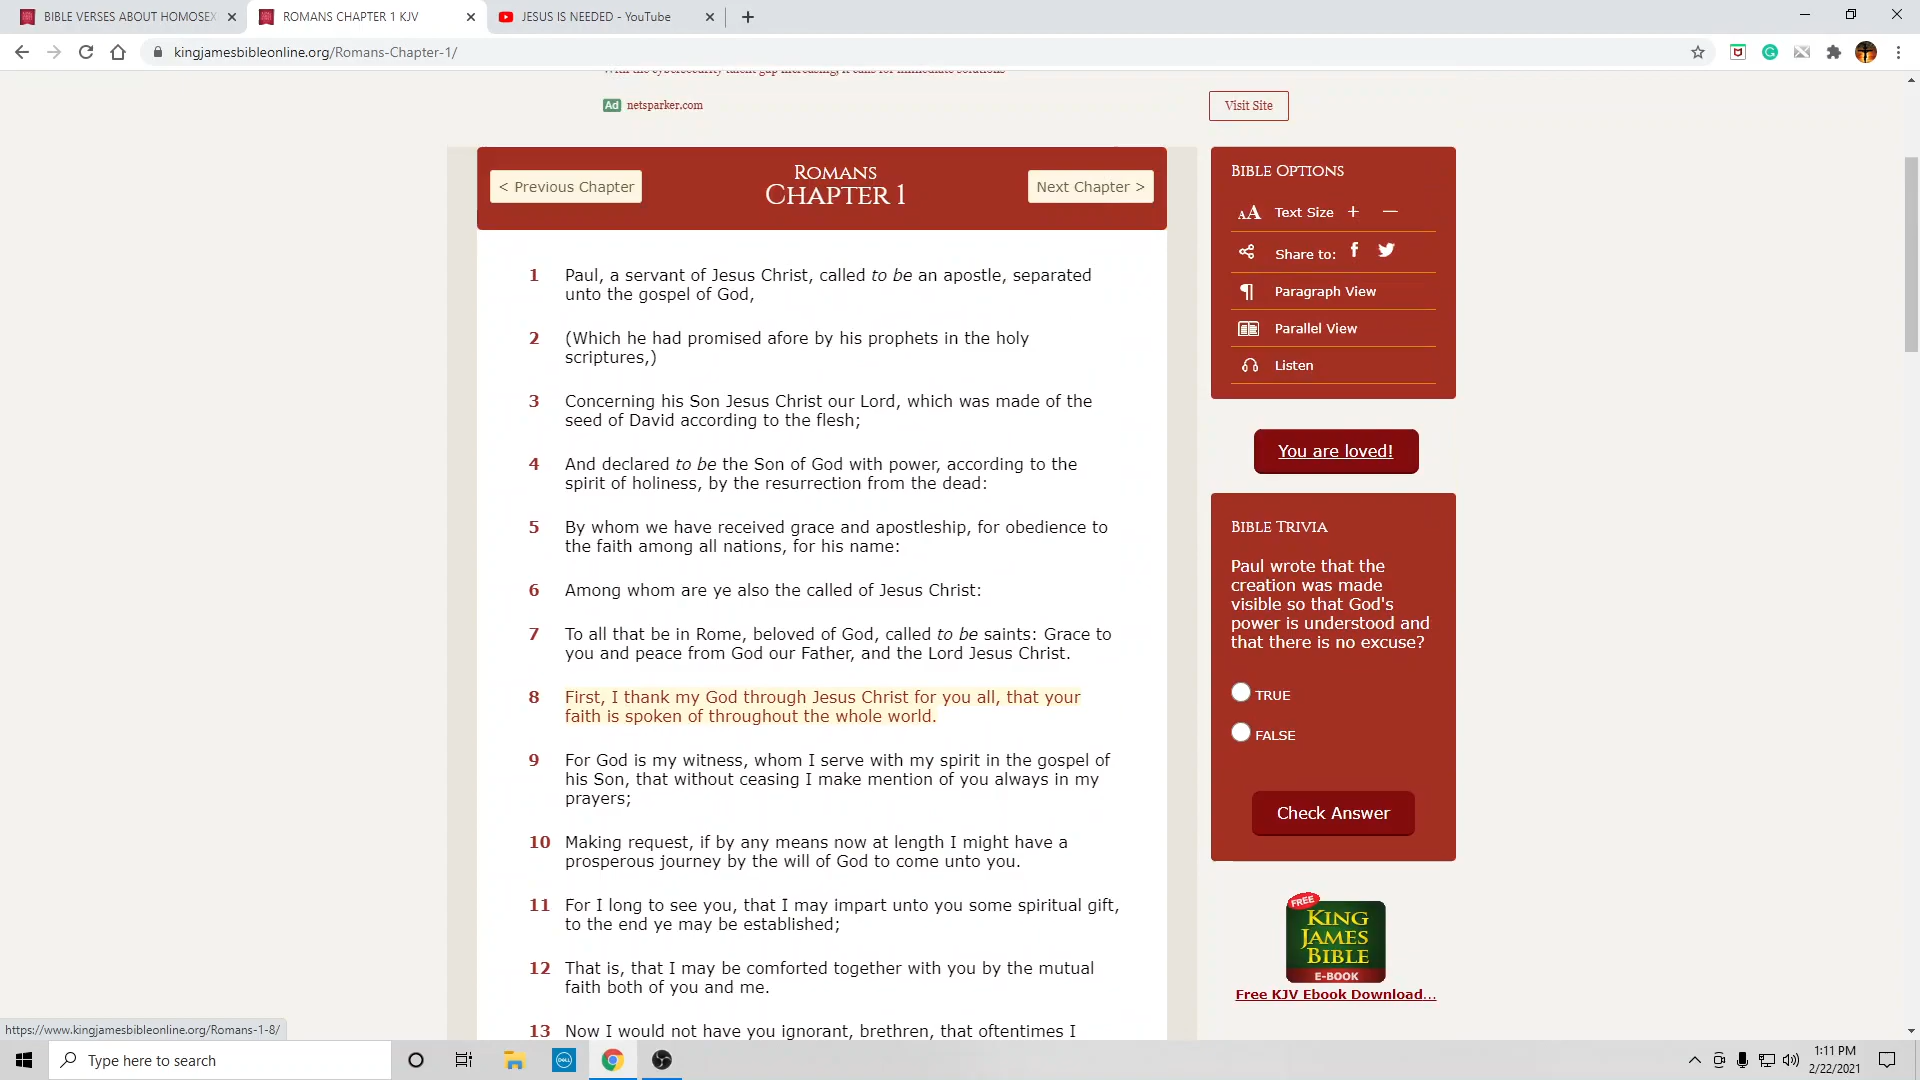 BIBLE VERSES ABOUT HOMOSEX
ROMANS CHAPTER 1 KJV
JESUS IS NEEDED - YouTube
kingjamesbibleonline.org/Romans-Chapter-1/
With the cybersecurity talent gap increasing, it calls for immediate solutions
Ad netsparker.com
Visit Site
< Previous Chapter
ROMANS
CHAPTER 1
Next Chapter >
1 Paul, a servant of Jesus Christ, called to be an apostle, separated
unto the gospel of God,
2 (Which he had promised afore by his prophets in the holy
scriptures,)
3 Concerning his Son Jesus Christ our Lord, which was made of the
seed of David according to the flesh;
4 And declared to be the Son of God with power, according to the
spirit of holiness, by the resurrection from the dead:
5 By whom we have received grace and apostleship, for obedience to
the faith among all nations, for his name:
6 Among whom are ye also the called of Jesus Christ:
7 To all that be in Rome, beloved of God, called to be saints: Grace to
you and peace from God our Father, and the Lord Jesus Christ.
8 First, I thank my God through Jesus Christ for you all, that your
faith is spoken of throughout the whole world.
9 For God is my witness, whom I serve with my spirit in the gospel of
his Son, that without ceasing I make mention of you always in my
prayers;
10 Making request, if by any means now at length I might have a
prosperous journey by the will of God to come unto you.
11 For I long to see you, that I may impart unto you some spiritual gift,
to the end ye may be established;
12 That is, that I may be comforted together with you by the mutual
faith both of you and me.
13 Now I would not have you ignorant, brethren, that oftentimes I
BIBLE OPTIONS
AA Text Size + —
Share to:
Paragraph View
Parallel View
Listen
You are loved!
BIBLE TRIVIA
Paul wrote that the
creation was made
visible so that God's
power is understood and
that there is no excuse?
TRUE
FALSE
Check Answer
FREE
KING
JAMES
BIBLE
E-BOOK
Free KJV Ebook Download...
https://www.kingjamesbibleonline.org/Romans-1-8/
Type here to search
DELL
1:11 PM
2/22/2021